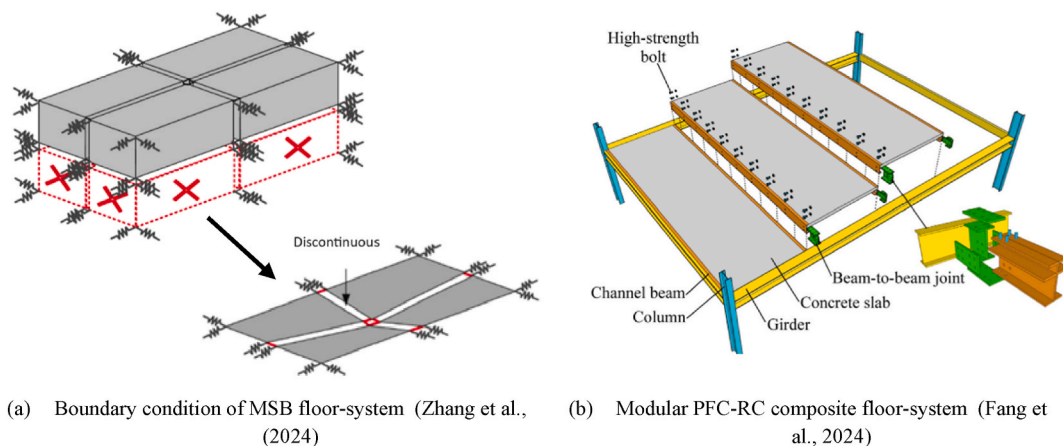 Discontinuous
High-strength
bolt
Channel beam
Column
Girder
Concrete slab
Beam-to-beam joint
(a) Boundary condition of MSB floor-system (Zhang et al.,
(2024)
(b) Modular PFC-RC composite floor-system (Fang et
al., 2024)